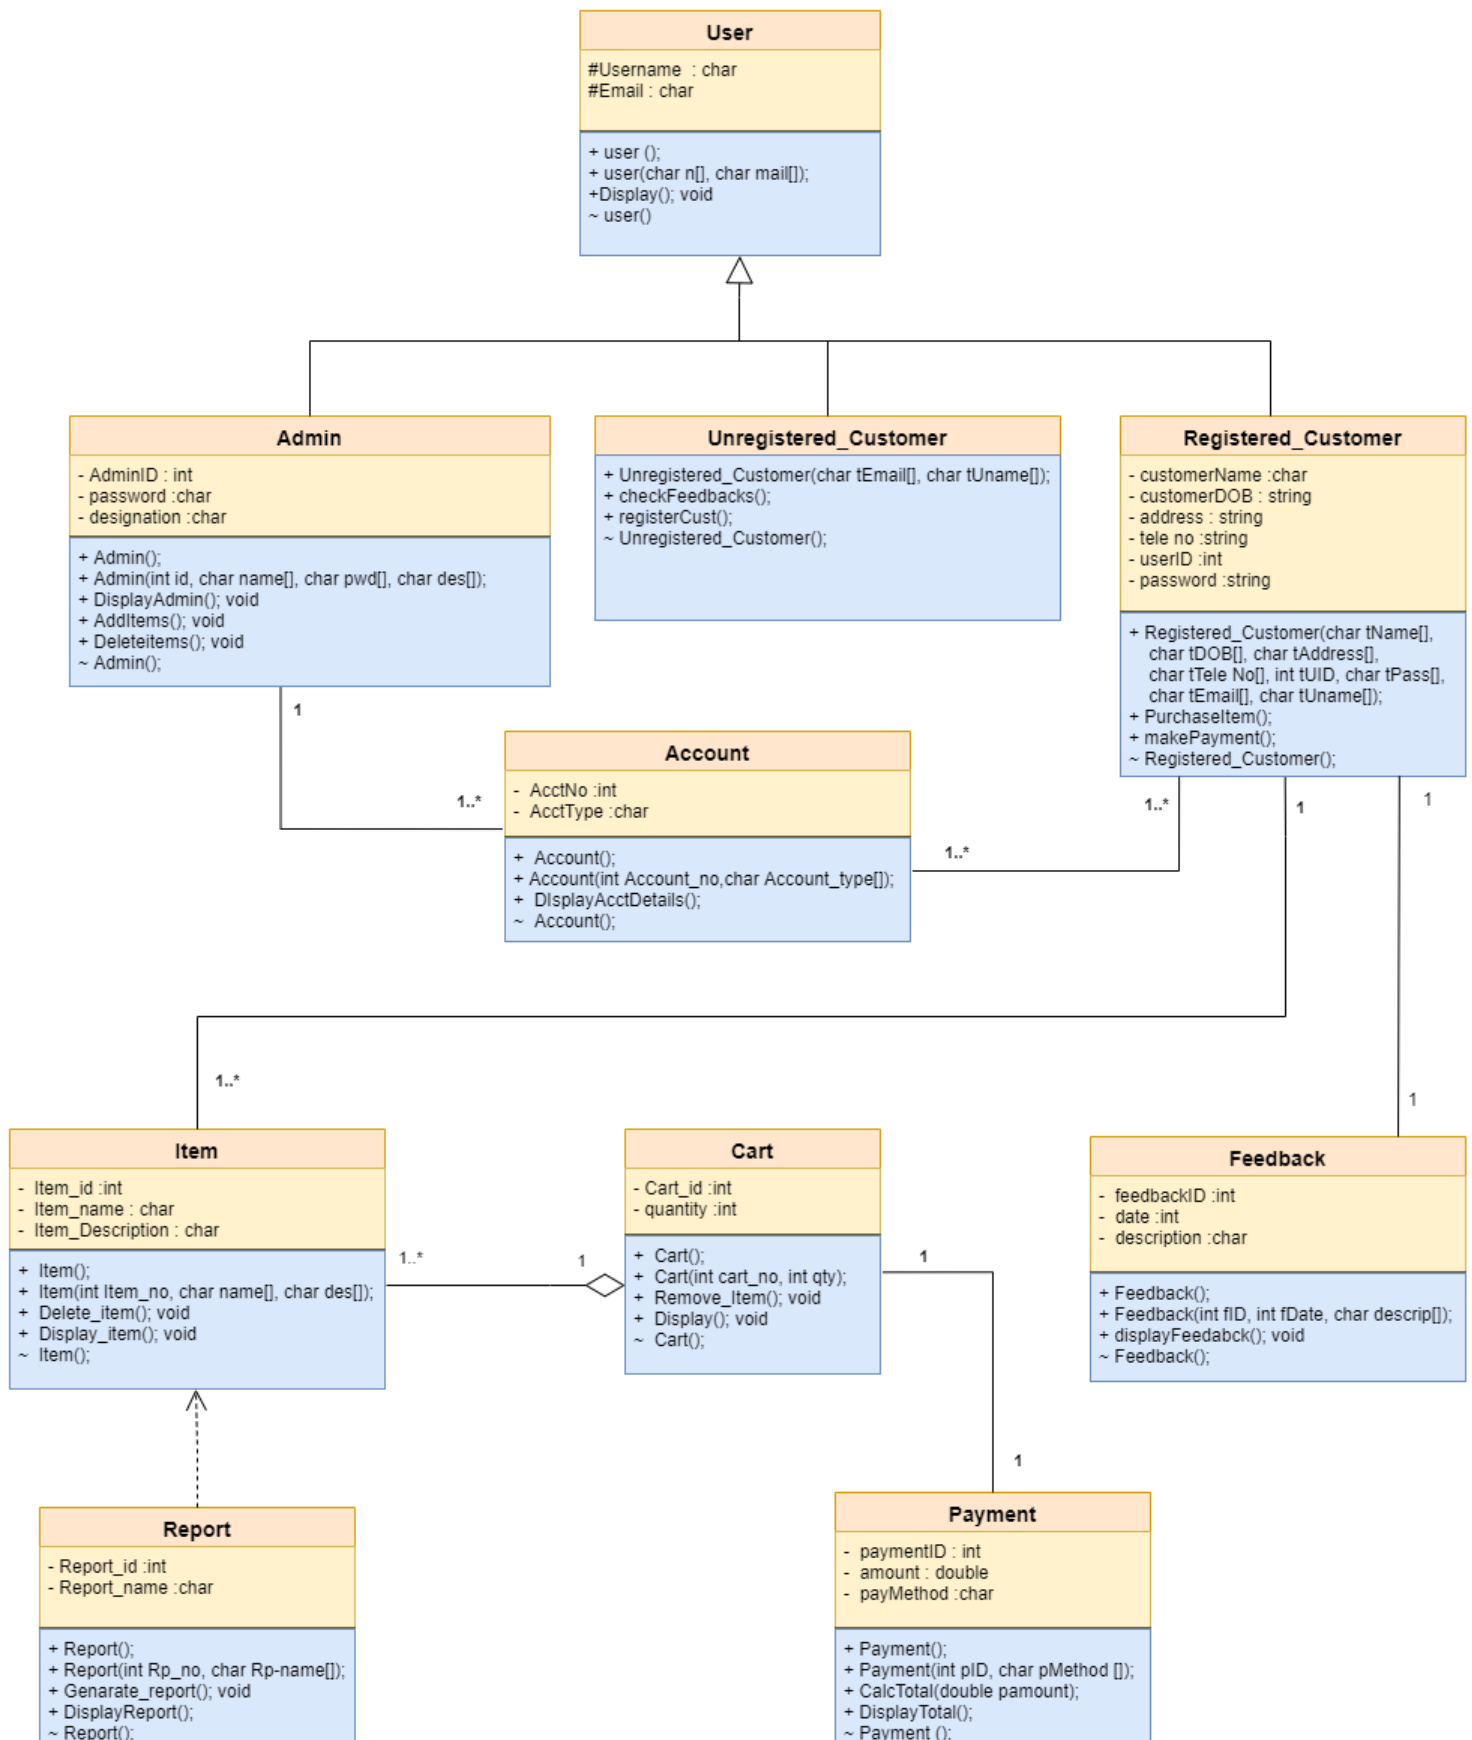 User
#Username : char
#Email : char
+ user ();
+ user(char n[], char mail[]);
+Display(); void
~ user()
Admin
- AdminID : int
- password :char
- designation :char
+ Admin();
+ Admin(int id, char name[], char pwd[], char des[]);
+ DisplayAdmin(); void
+ AddItems(); void
+ Deleteitems(); void
~ Admin();
Unregistered_Customer
+ Unregistered_Customer(char tEmail[], char tUname[]);
+ checkFeedbacks();
+ registerCust();
~ Unregistered_Customer();
Registered_Customer
- customerName :char
- customerDOB : string
- address : string
- tele no :string
- userID :int
- password :string
+ Registered_Customer(char tName[],
char tDOB[], char tAddress[],
char tTele No[], int tUID, char tPass[],
char tEmail[], char tUname[]);
+ PurchaseItem();
+ makePayment();
~ Registered_Customer();
1
1..*
Account
- AcctNo :int
- AcctType :char
+ Account();
+ Account(int Account_no,char Account_type[]);
+ DIsplayAcctDetails();
~ Account();
1..*
1..*
1
1
1..*
1
Item
- Item_id :int
- Item_name : char
- Item_Description : char
+ Item();
+ Item(int Item_no, char name[], char des[]);
+ Delete_item(); void
+ Display_item(); void
~ Item();
1..*
1
Cart
- Cart_id :int
- quantity :int
+ Cart();
+ Cart(int cart_no, int qty);
+ Remove_Item(); void
+ Display(); void
~ Cart();
1
1
Feedback
- feedbackID :int
- date :int
- description :char
+ Feedback();
+ Feedback(int fID, int fDate, char descrip[]);
+ displayFeedabck(); void
~ Feedback();
Report
- Report_id :int
- Report_name :char
+ Report();
+ Report(int Rp_no, char Rp-name[]);
+ Genarate_report(); void
+ DisplayReport();
~ Report();
Payment
- paymentID : int
- amount : double
- payMethod :char
+ Payment();
+ Payment(int pID, char pMethod []);
+ CalcTotal(double pamount);
+ DisplayTotal();
~ Payment ();